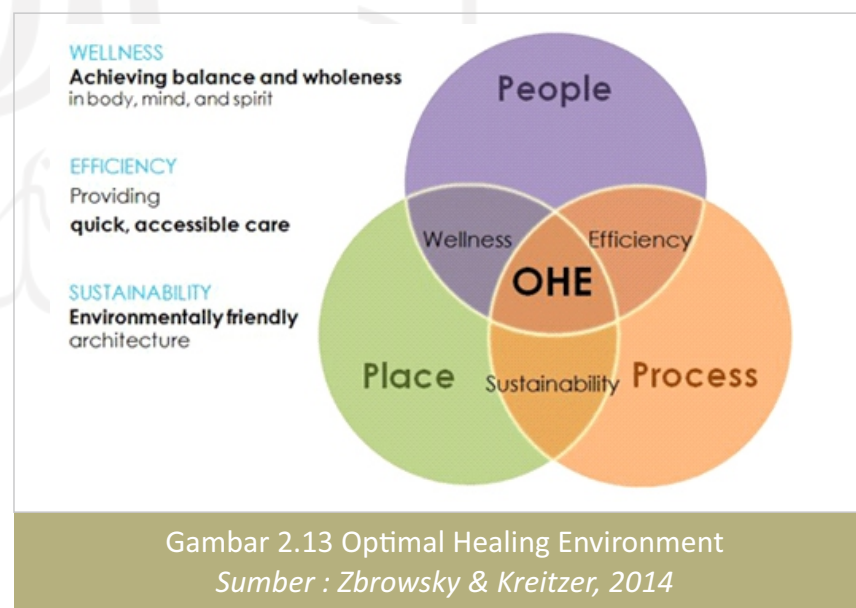 WELLNESS
Achieving balance and wholeness
in body, mind, and spirit
EFFICIENCY
Providing
quick, accessible care
SUSTAINABILITY
Environmentally friendly
architecture
People
Wellness
Efficiency
OHE
Place
Sustainability
Process
Gambar 2.13 Optimal Healing Environment
Sumber : Zbrowsky & Kreitzer, 2014